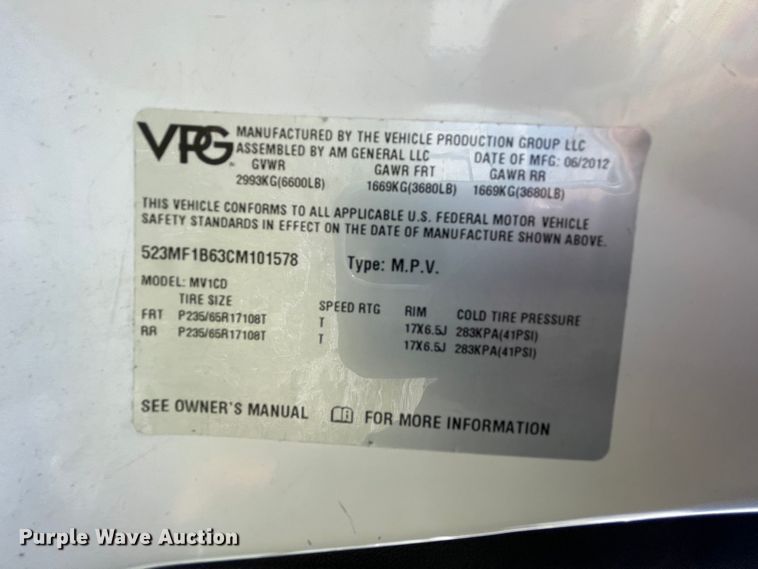 VPG
MANUFACTURED BY THE VEHICLE PRODUCTION GROUP LLC
ASSEMBLED BY AM GENERAL LLC DATE OF MFG: 06/2012
GVWR GAWR FRT GAWR RR
2993KG(6600LB) 1669KG(3680LB) 1669KG(3680LB)
THIS VEHICLE CONFORMS TO ALL APPLICABLE U.S. FEDERAL MOTOR VEHICLE
SAFETY STANDARDS IN EFFECT ON THE DATE OF MANUFACTURE SHOWN ABOVE.
523MF1B63CM101578 Type: M.P.V.
MODEL: MV1CD
TIRE SIZE SPEED RTG RIM COLD TIRE PRESSURE
FRT P235/65R17108T T 17X6.5J 283KPA(41PSI)
RR P235/65R17108T T 17X6.5J 283KPA(41PSI)
SEE OWNER'S MANUAL FOR MORE INFORMATION
Purple Wave Auction